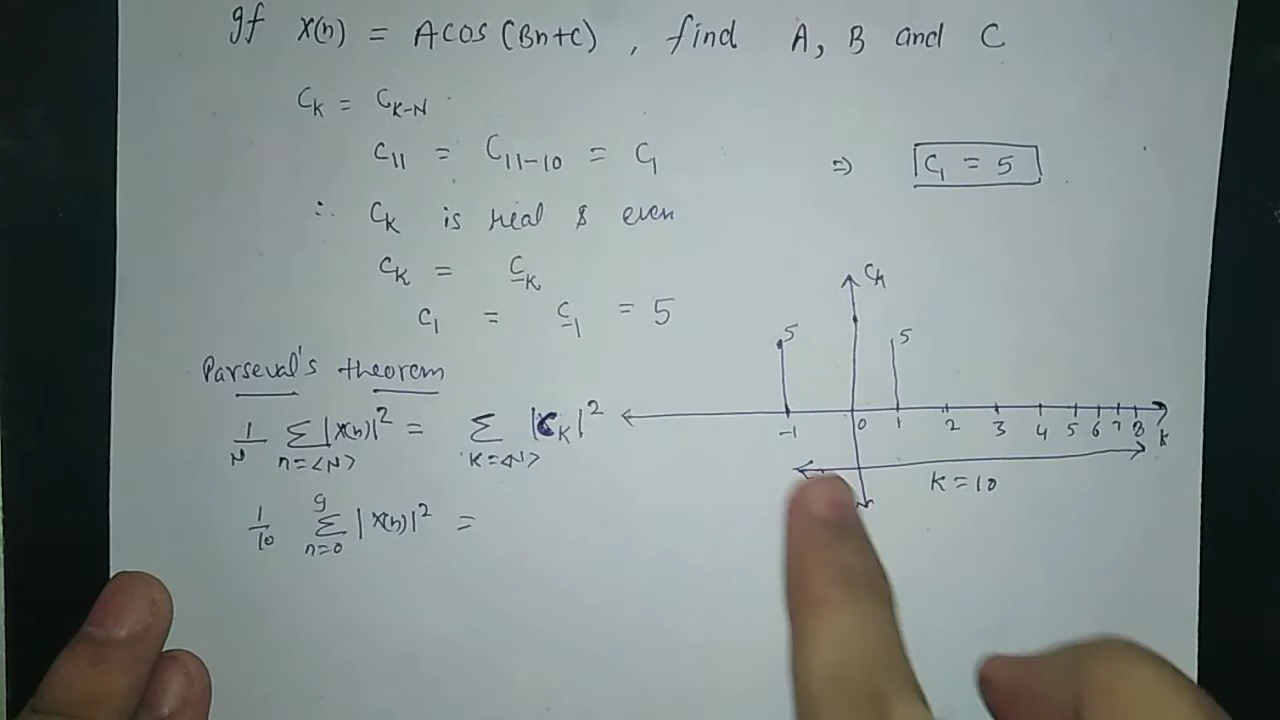 gf x(n) = A cos (Bn+C) , find A, B and C
CK = CK-N
C11 = C11-10 = C1 ⇒ C1 = 5
∴ CK is real & even
CK = C-K
C1 = C-1 = 5
Parseval's theorem
1/N Σ n=<N> |x(n)|² = Σ K=<N> |CK|²
1/10 Σ n=0 9 |x(n)|² =
CK
5 5
-1 0 1 2 3 4 5 6 7 8 K
K = 10